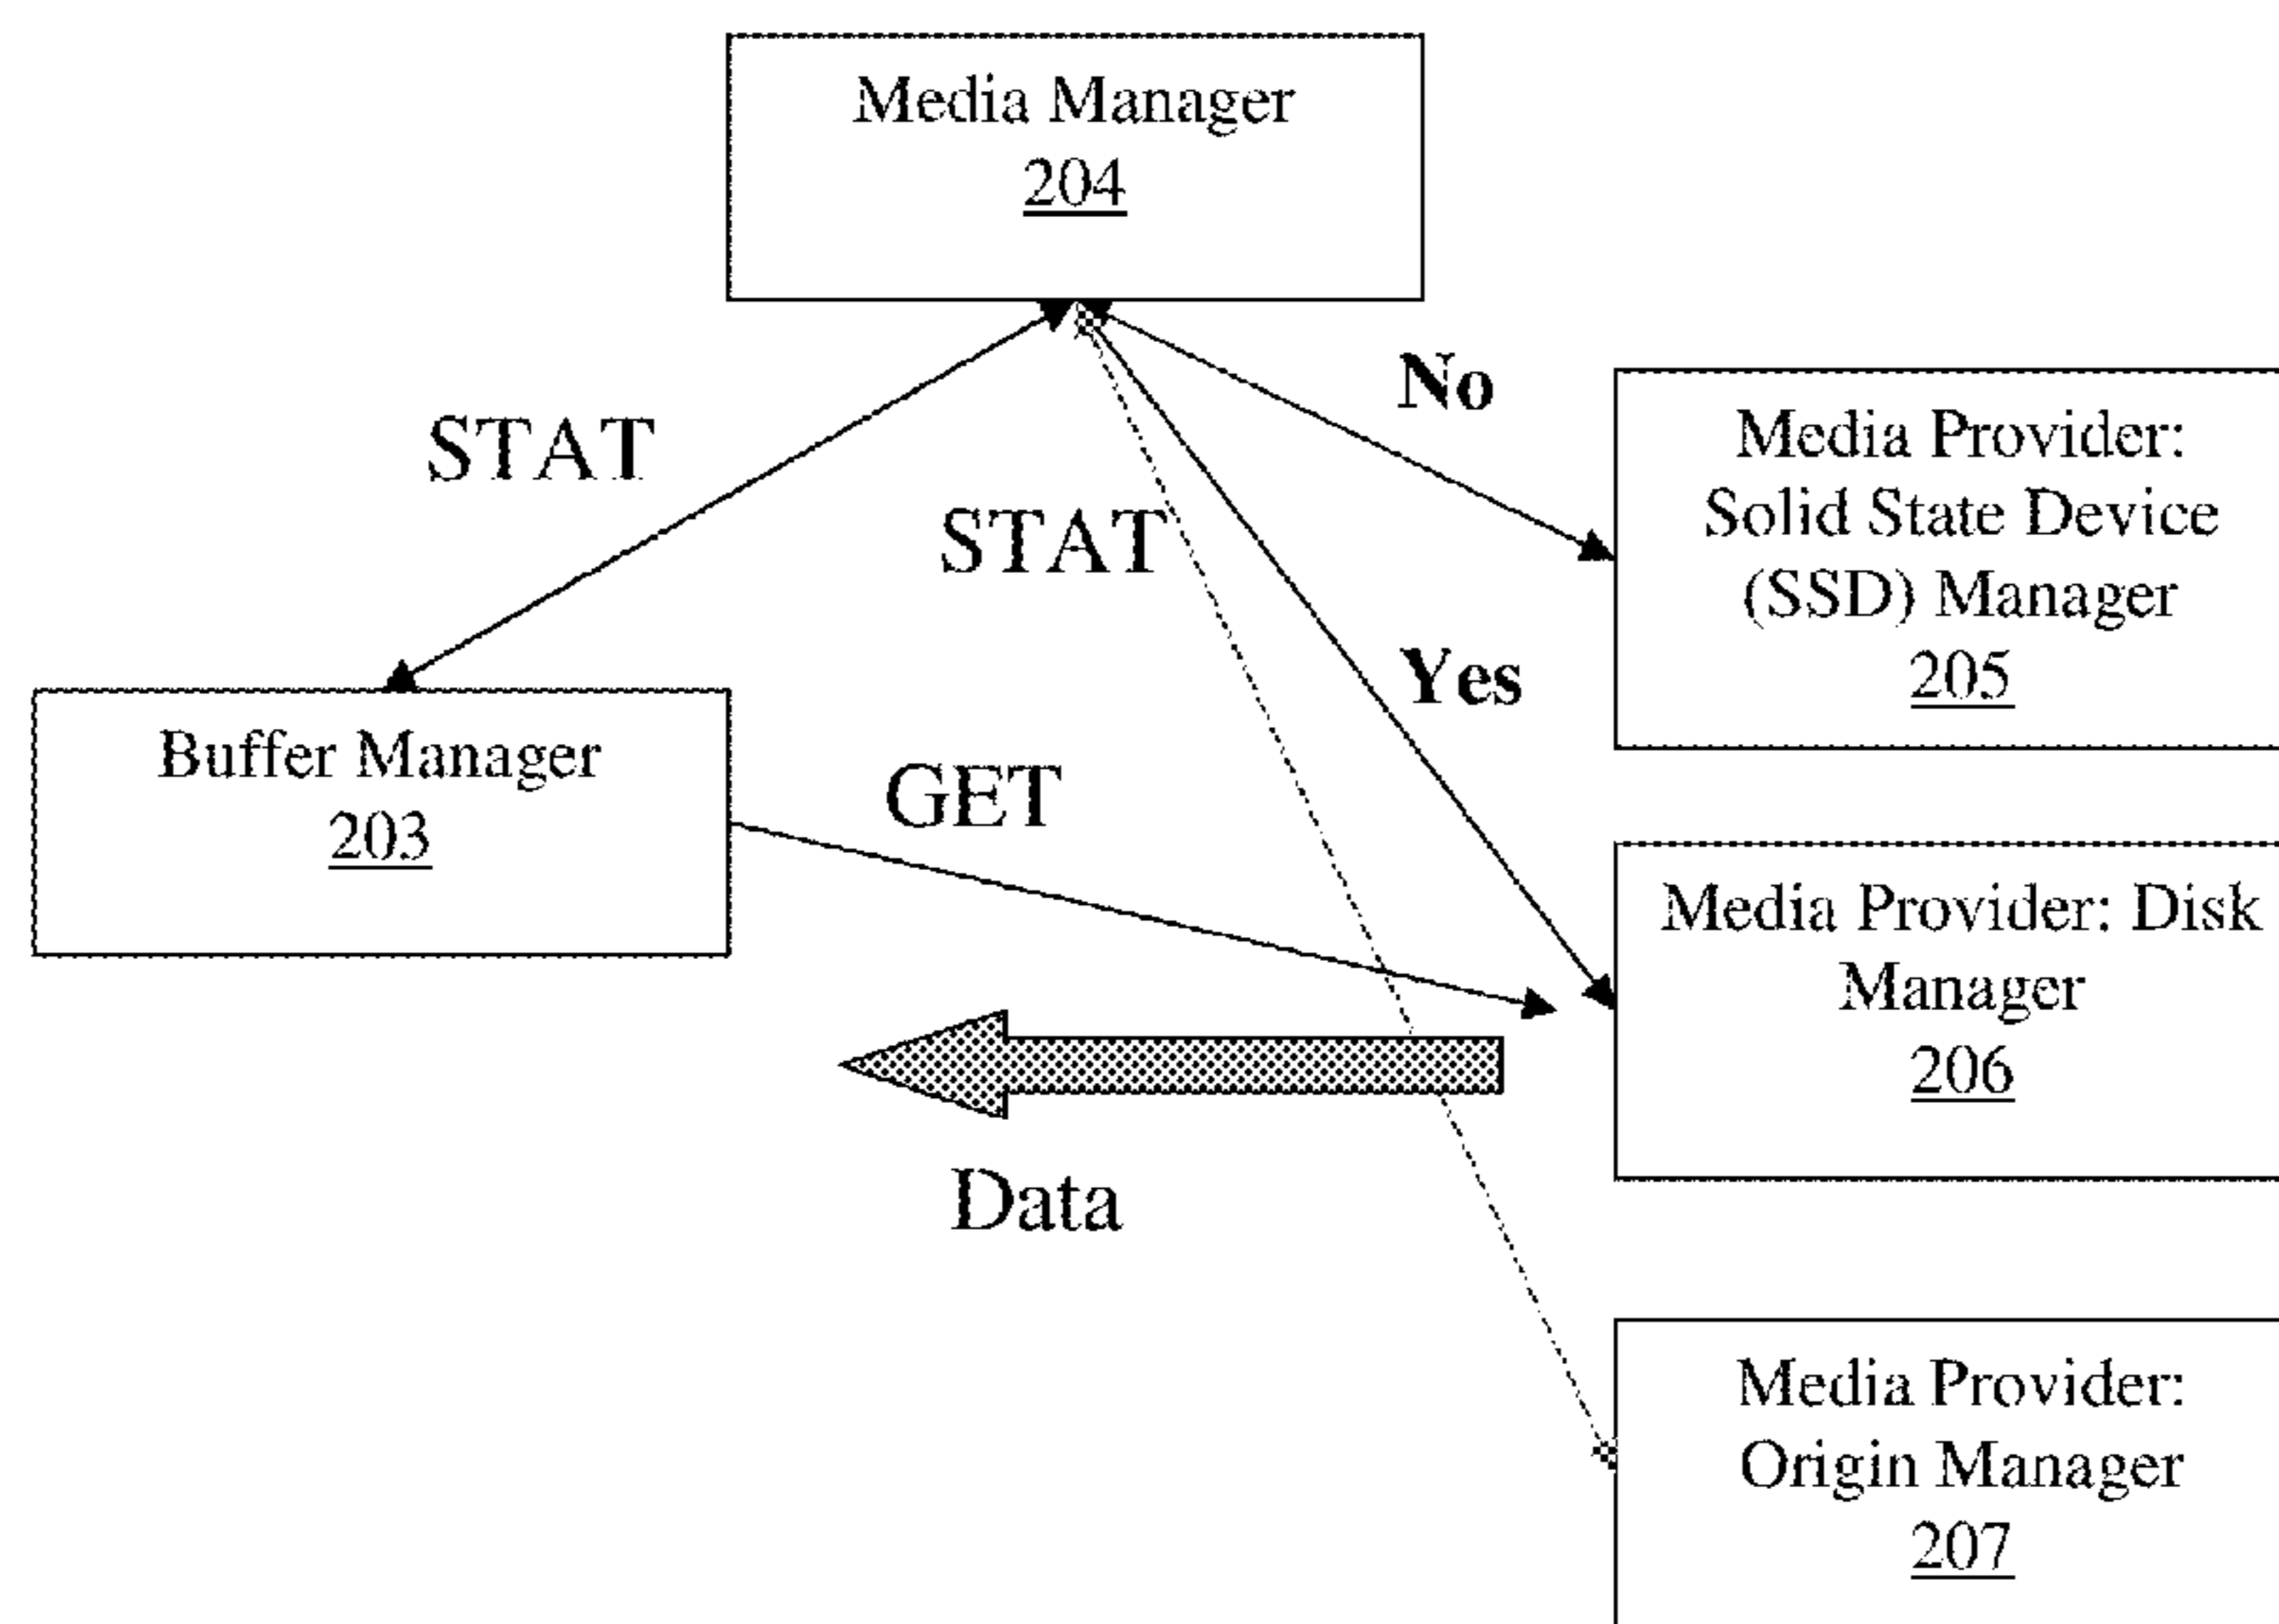 Media Manager
204
No
STAT
Media Provider:
Solid State Device
(SSD) Manager
205
STAT
Yes
Buffer Manager
203
GET
Media Provider: Disk
Manager
206
Data
Media Provider:
Origin Manager
207